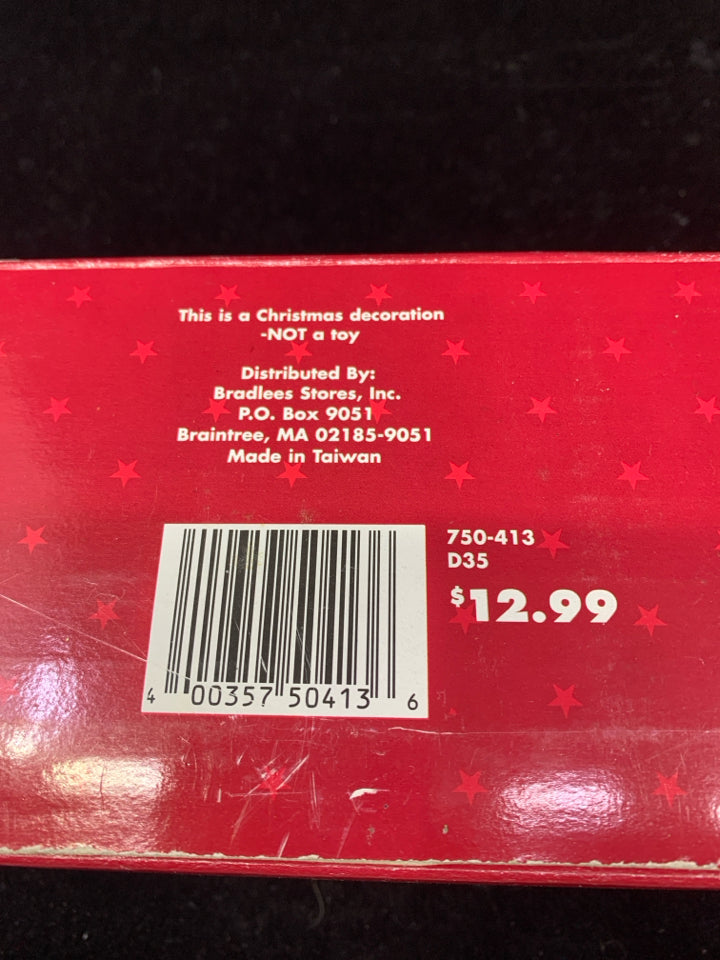 This is a Christmas decoration
-NOT a toy
Distributed By:
Bradlees Stores, Inc.
P.O. Box 9051
Braintree, MA 02185-9051
Made in Taiwan
750-413
D35
$12.99
4 00357 50413 6